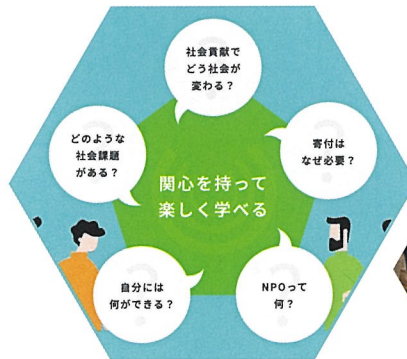 社会貢献で
どう社会が
変わる?
どのような
社会課題
がある?
寄付は
なぜ必要?
関心を持って
楽しく学べる
自分には
何ができる?
NPOって
何?